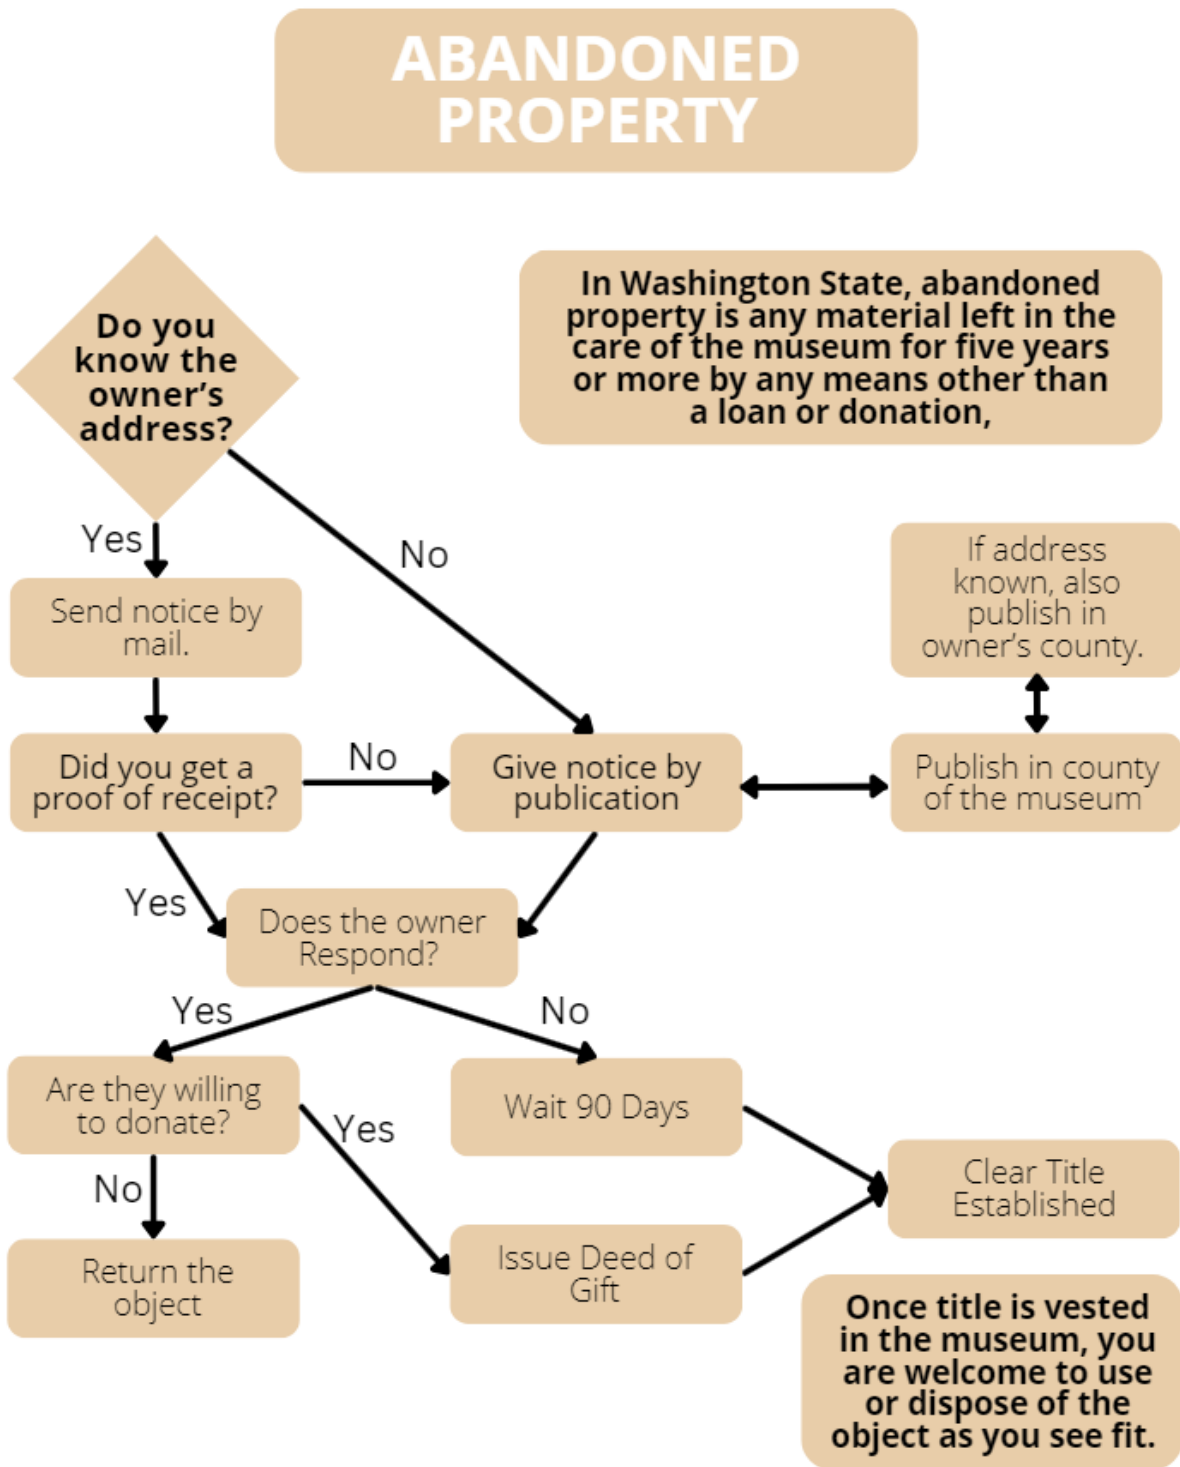 ABANDONED
PROPERTY
Do you
know the
owner's
address?
In Washington State, abandoned
property is any material left in the
care of the museum for five years
or more by any means other than
a loan or donation,
Yes
No
Send notice by
mail.
If address
known, also
publish in
owner's county.
Did you get a
proof of receipt?
No
Give notice by
publication
Publish in county
of the museum
Yes
Does the owner
Respond?
Yes
No
Are they willing
to donate?
Yes
Wait 90 Days
No
Clear Title
Established
Return the
object
Issue Deed of
Gift
Once title is vested
in the museum, you
are welcome to use
or dispose of the
object as you see fit.